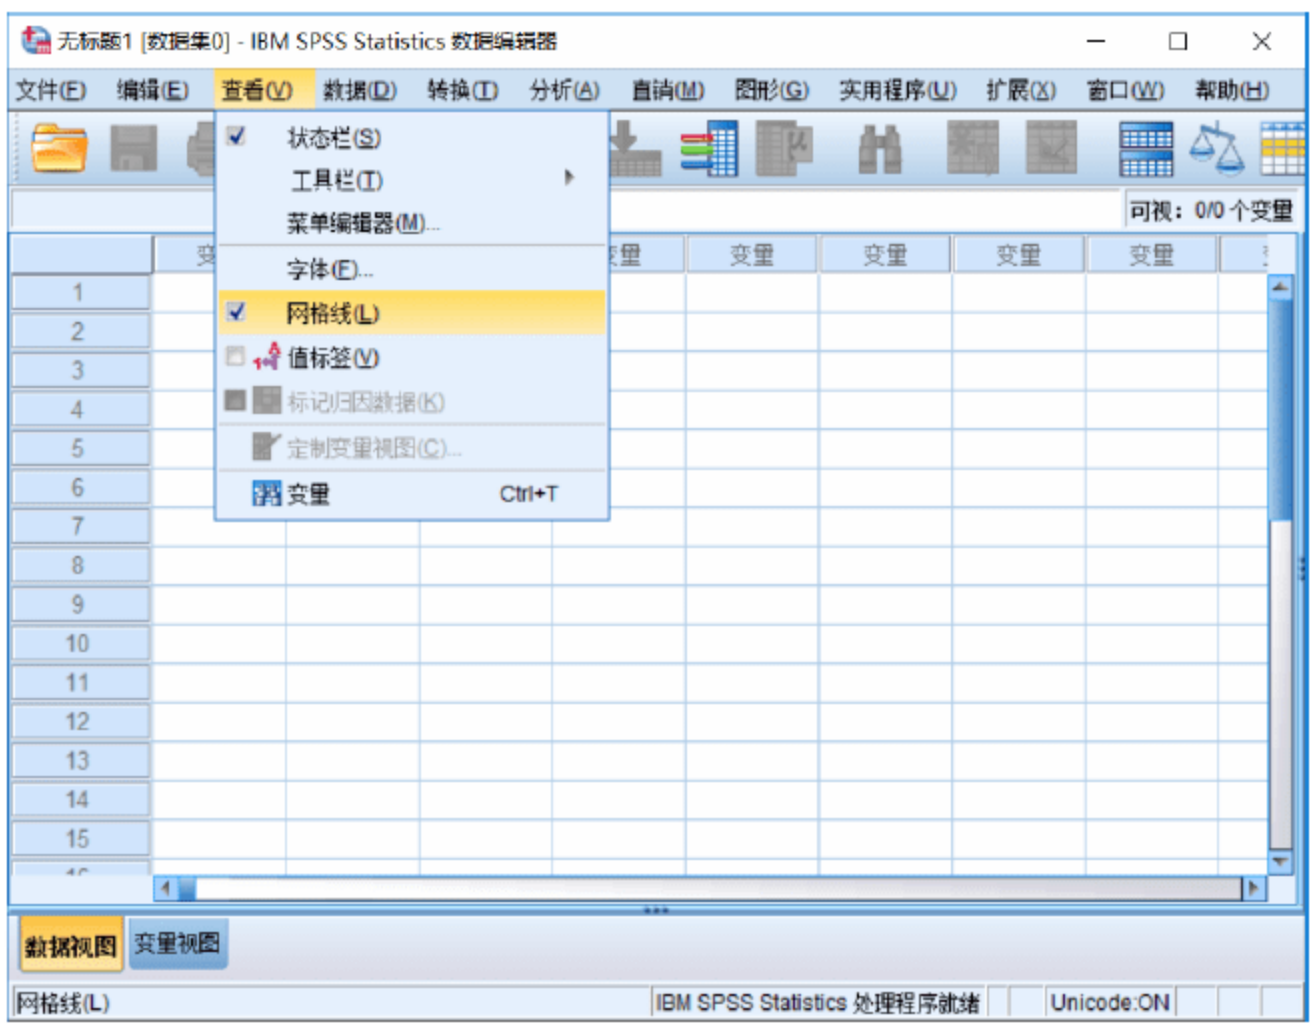 无标题1 [数据集0] - IBM SPSS Statistics 数据编辑器
文件(F) 编辑(E) 查看(V) 数据(D) 转换(T) 分析(A) 直销(M) 图形(G) 实用程序(U) 扩展(X) 窗口(W) 帮助(H)
状态栏(S)
工具栏(T)
菜单编辑器(M)...
可视：0/0 个变量
变 变量 变量 变量 变量 变量
字体(F)...
1
网格线(L)
2
值标签(V)
3
标记归因数据(K)
4
定制变量视图(C)...
5
变量 Ctrl+T
6
7
8
9
10
11
12
13
14
15
16
数据视图 变量视图
网格线(L) IBM SPSS Statistics 处理程序就绪 Unicode:ON